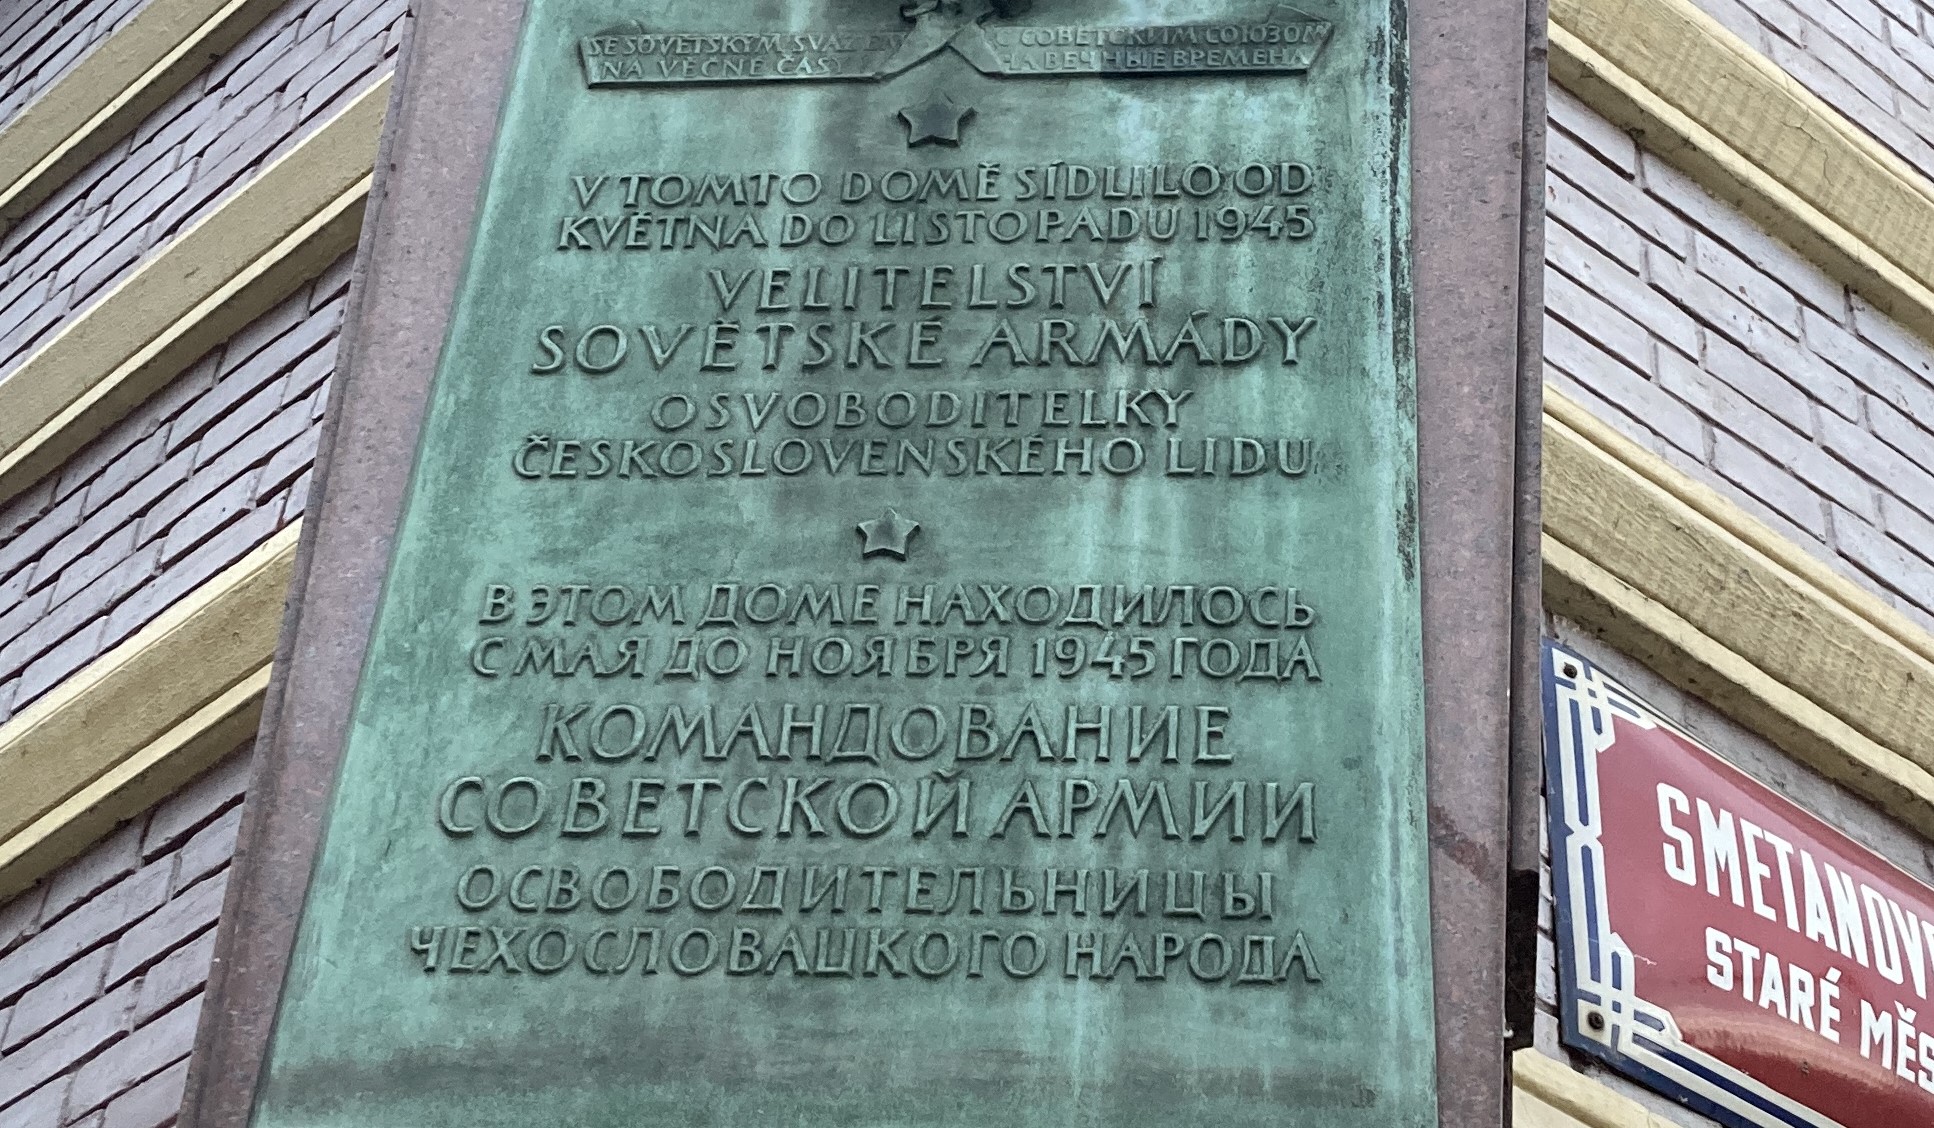 SE SOVĚTSKÝM SVAZEM
NA VĚČNÉ ČASY
С СОВЕТСКИМ СОЮЗОМ
НА ВЕЧНЫЕ ВРЕМЕНА
V TOMTO DOMĚ SÍDLILO OD
KVĚTNA DO LISTOPADU 1945
VELITELSTVÍ
SOVĚTSKÉ ARMÁDY
OSVOBODITELKY
ČESKOSLOVENSKÉHO LIDU
В ЭТОМ ДОМЕ НАХОДИЛОСЬ
С МАЯ ДО НОЯБРЯ 1945 ГОДА
КОМАНДОВАНИЕ
СОВЕТСКОЙ АРМИИ
ОСВОБОДИТЕЛЬНИЦЫ
ЧЕХОСЛОВАЦКОГО НАРОДА
SMETANOVO
STARÉ MĚS